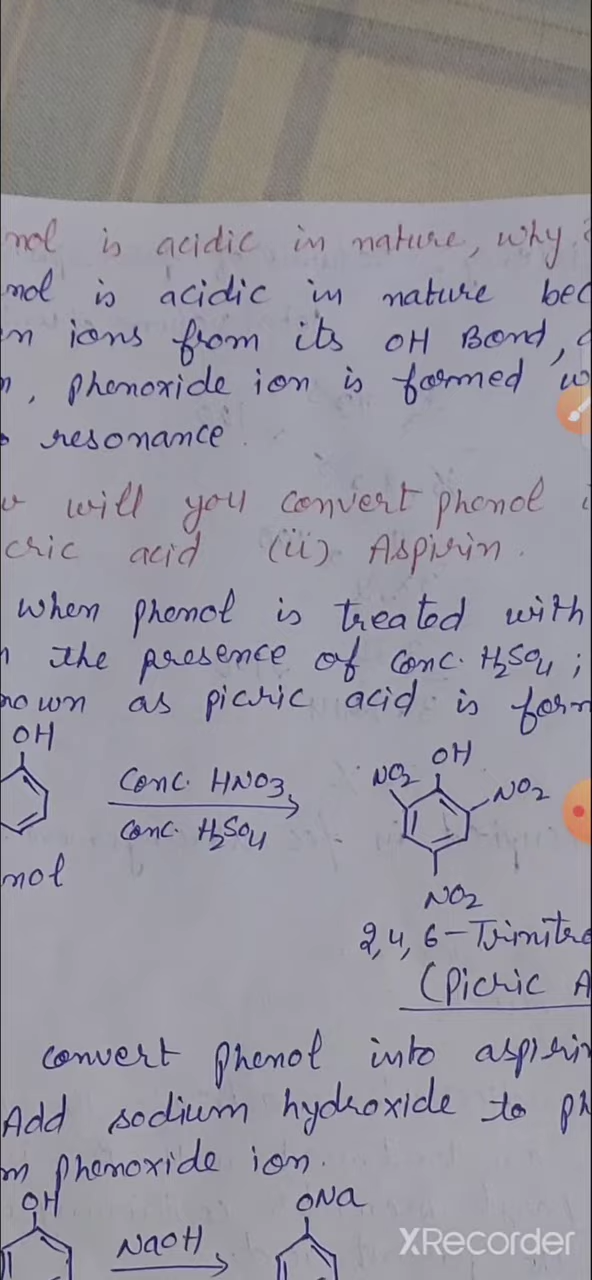 nol is acidic in nature, why ?
nol is acidic in nature bec
n ions from its OH Bond,
n, phenoxide ion is formed w
resonance
will you convert phenol i
cric acid (ii) Aspirin.
when phenol is treated with
n the presence of Conc. H2SO4;
nown as picric acid is form
OH
Conc. HNO3
Conc. H2SO4
OH
NO2
NO2
NO2
nol
2,4,6-Trinitro
(Picric A
convert phenol into aspirin
Add sodium hydroxide to ph
m phenoxide ion.
OH
NaOH
ONa
XRecorder